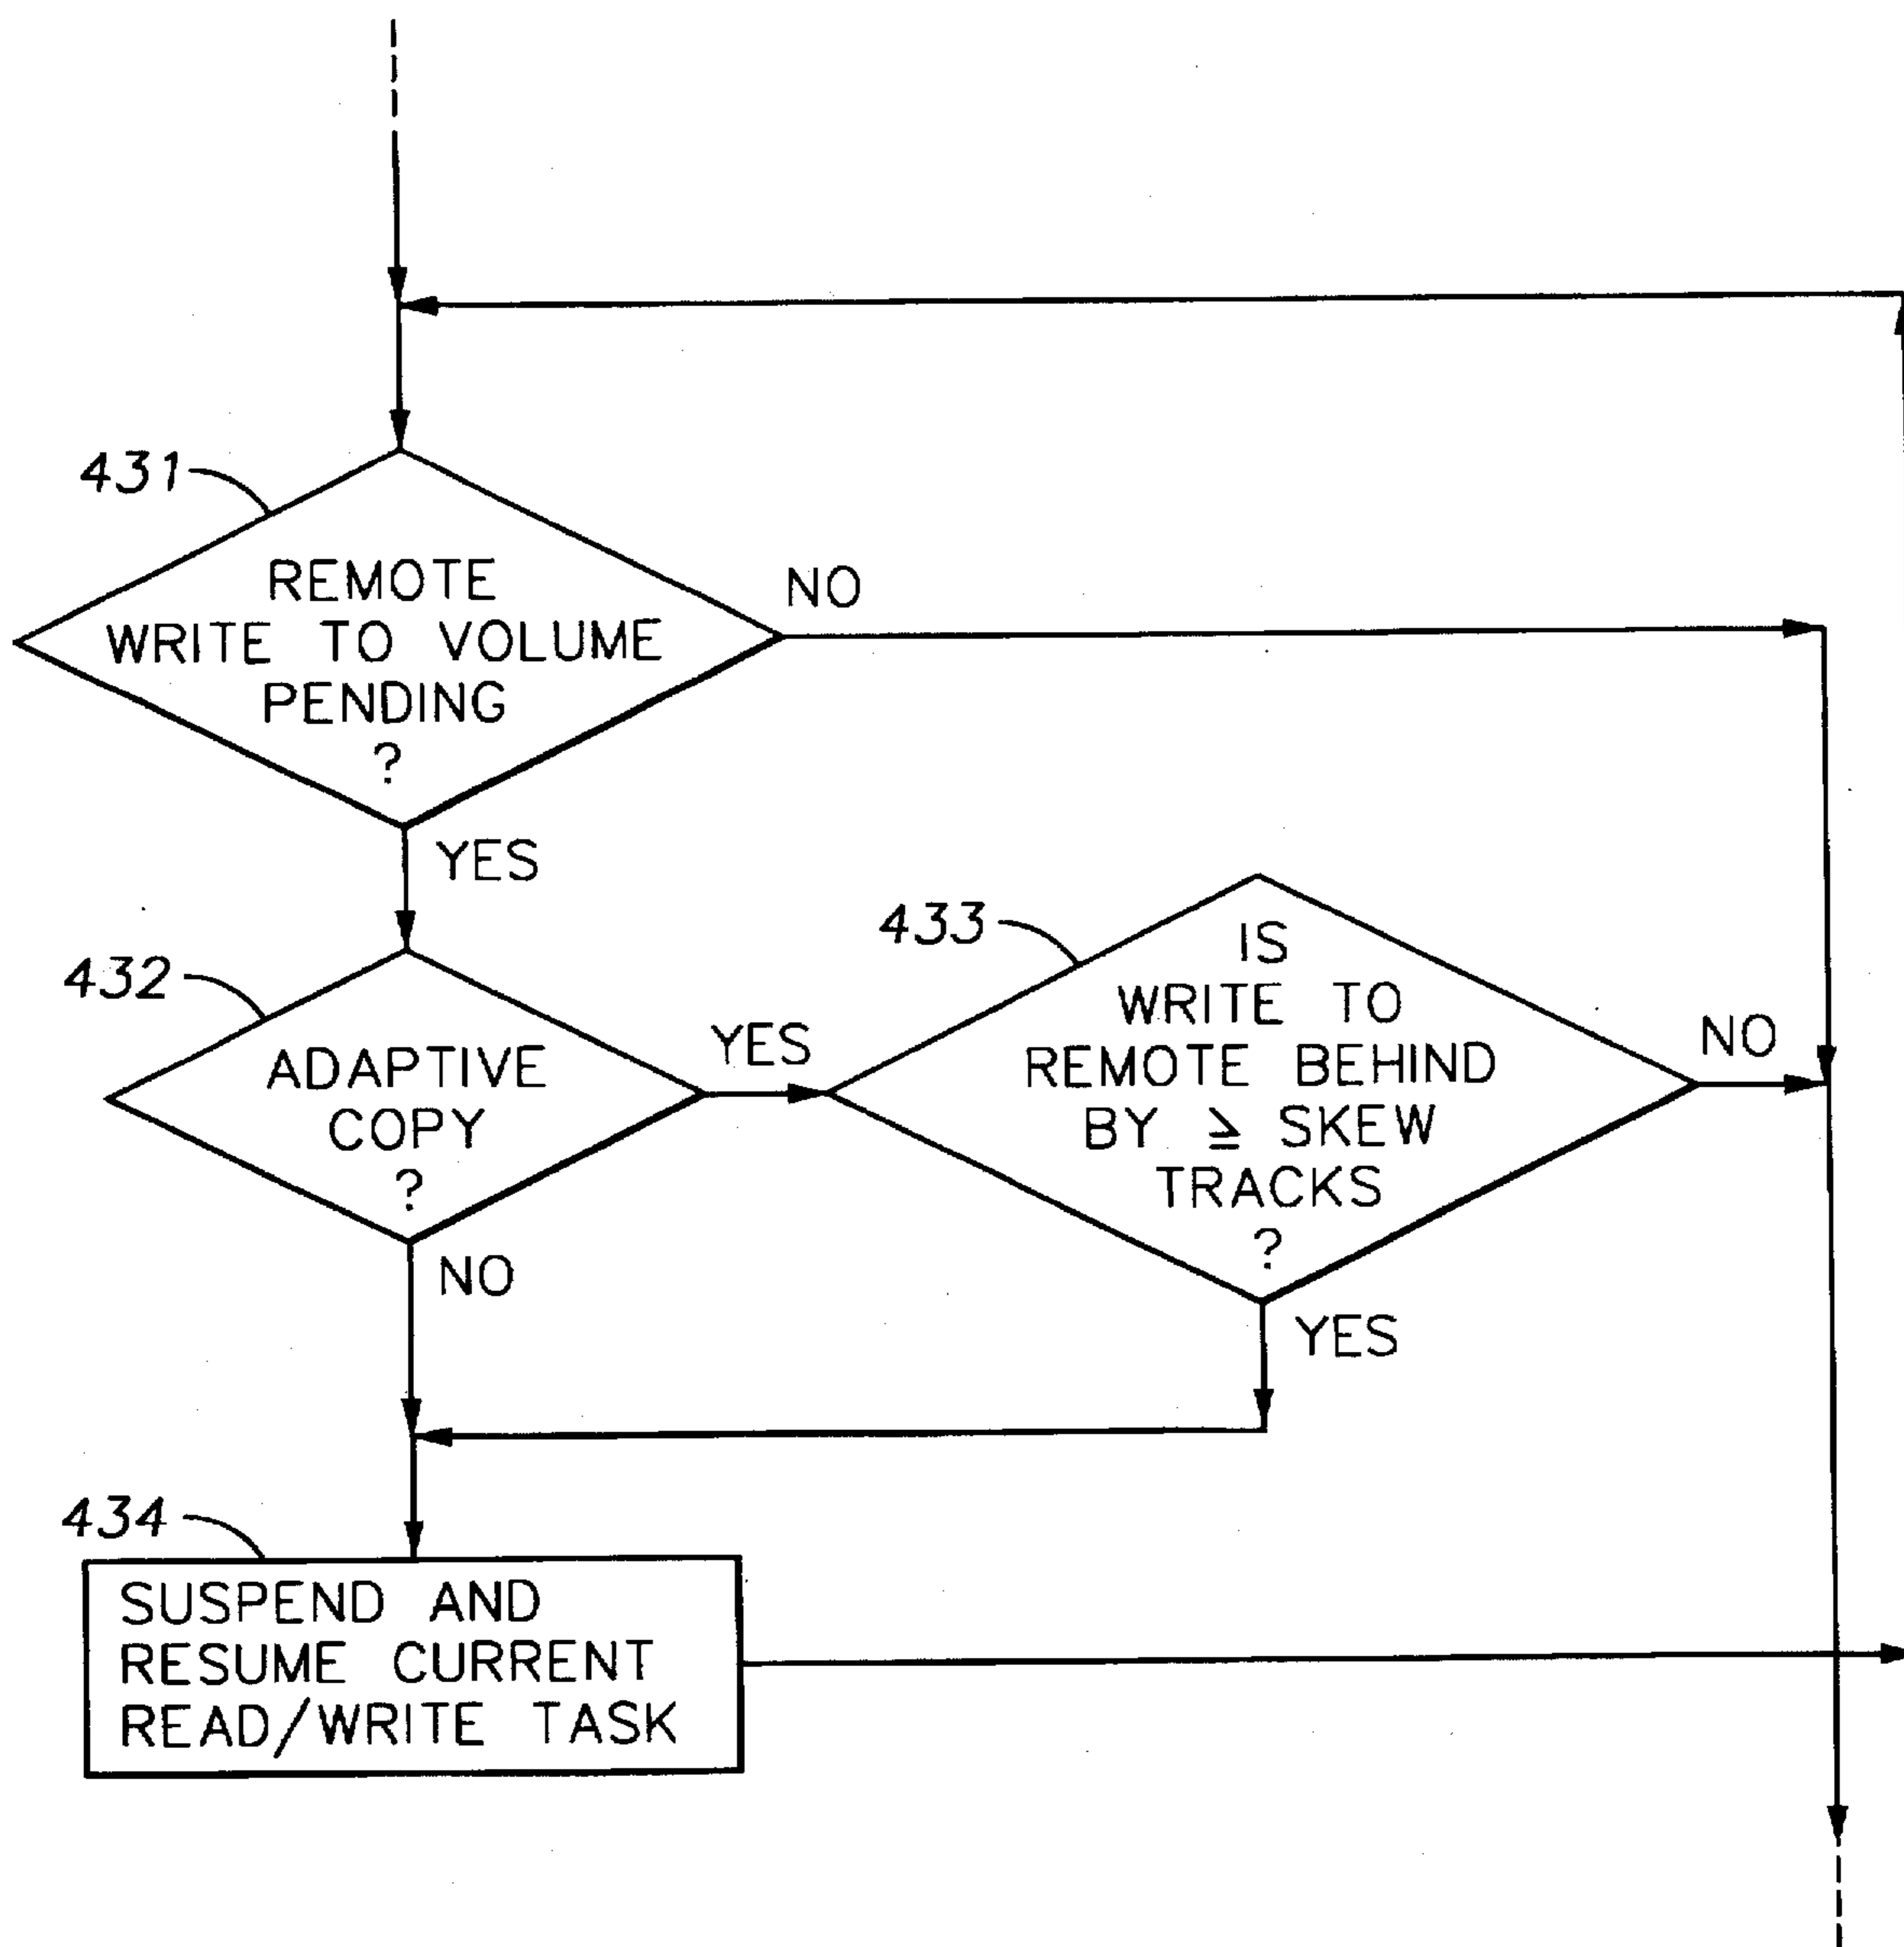 431
REMOTE
WRITE TO VOLUME
PENDING
?
NO
YES
432
ADAPTIVE
COPY
?
YES
NO
433
IS
WRITE TO
REMOTE BEHIND
BY ≥ SKEW
TRACKS
?
NO
YES
434
SUSPEND AND
RESUME CURRENT
READ/WRITE TASK